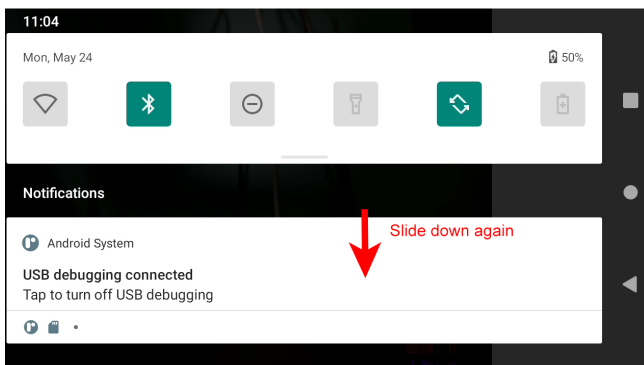 11:04
Mon, May 24
50%
Notifications
Slide down again
Android System
USB debugging connected
Tap to turn off USB debugging